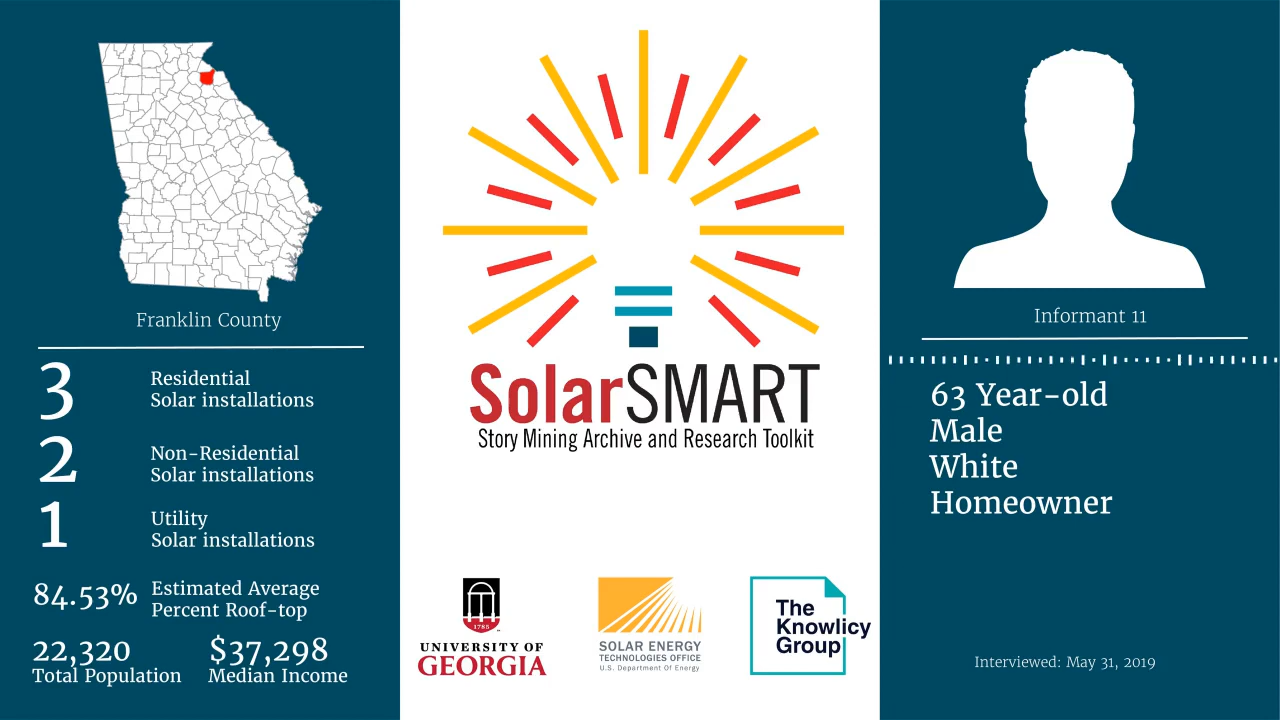 Franklin County
3
Residential
Solar installations
2
Non-Residential
Solar installations
1
Utility
Solar installations
84.53%
Estimated Average
Percent Roof-top
22,320
Total Population
$37,298
Median Income
SolarSMART
Story Mining Archive and Research Toolkit
1785
UNIVERSITY OF
GEORGIA
SOLAR ENERGY
TECHNOLOGIES OFFICE
U.S. Department Of Energy
The
Knowlicy
Group
Informant 11
63 Year-old
Male
White
Homeowner
Interviewed: May 31, 2019